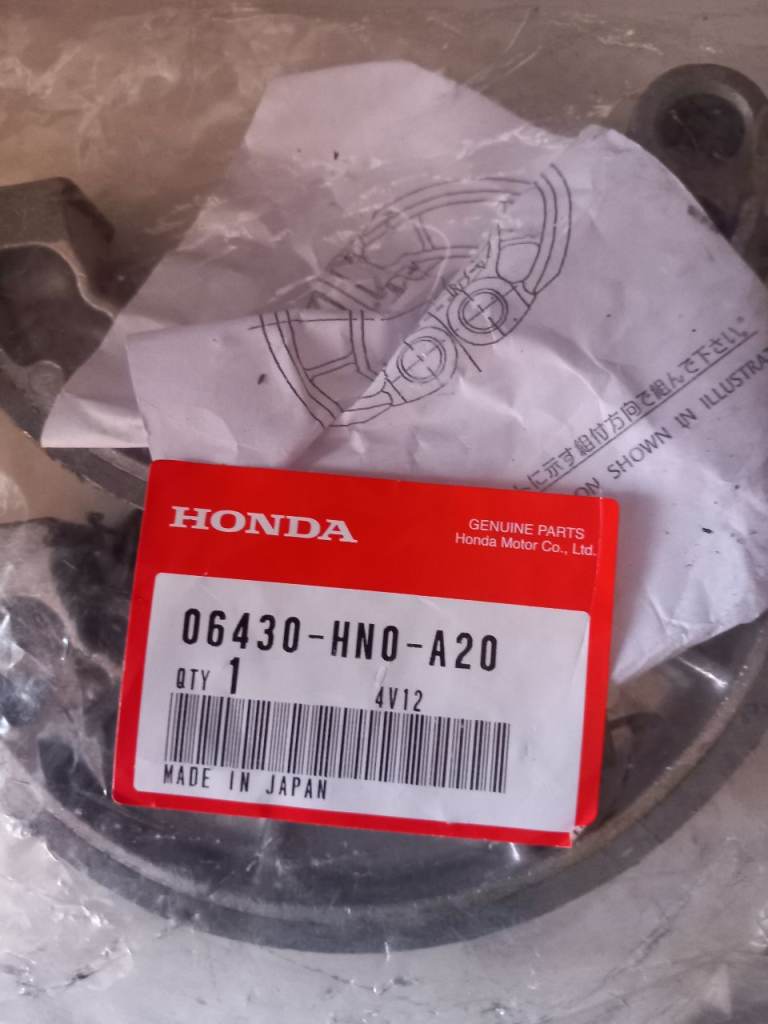 に示す組付方向で組んで下さい。
ON SHOWN IN ILLUSTRA
HONDA
GENUINE PARTS
Honda Motor Co., Ltd.
06430-HN0-A20
QTY 1
4V12
MADE IN JAPAN